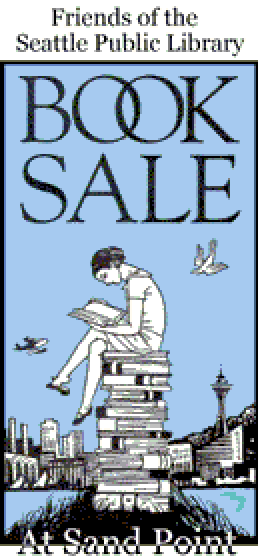 Friends of the
Seattle Public Library
BOOK
SALE
At Sand Point